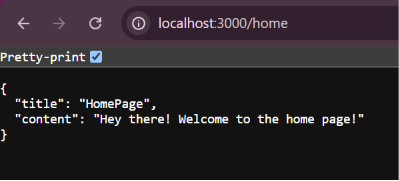 localhost:3000/home
Pretty-print
{
  "title": "HomePage",
  "content": "Hey there! Welcome to the home page!"
}